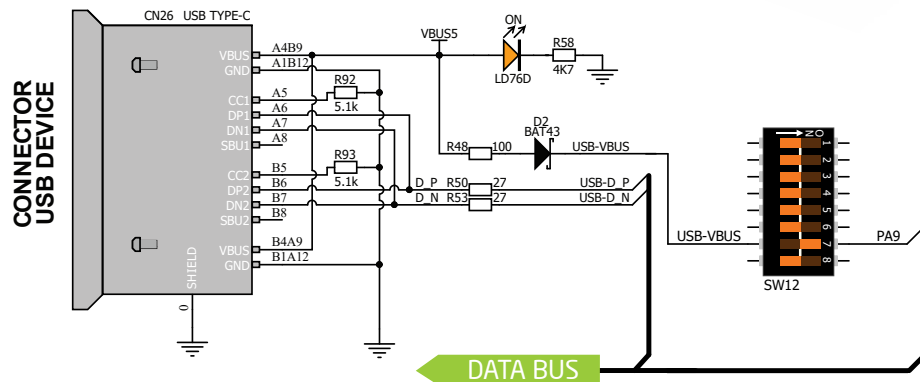 CN26 USB TYPE-C
CONNECTOR
USB DEVICE
VBUS A4B9
GND A1B12
CC1 A5
DP1 A6
DN1 A7
SBU1 A8
CC2 B5
DP2 B6
DN2 B7
SBU2 B8
VBUS B4A9
GND B1A12
SHIELD
0
R92
5.1k
R93
5.1k
VBUS5
ON
LD76D
R58
4K7
D2
BAT43
R48 100
USB-VBUS
D_P R50 27 USB-D_P
D_N R53 27 USB-D_N
USB-VBUS
ON
1
2
3
4
5
6
7
8
SW12
PA9
DATA BUS